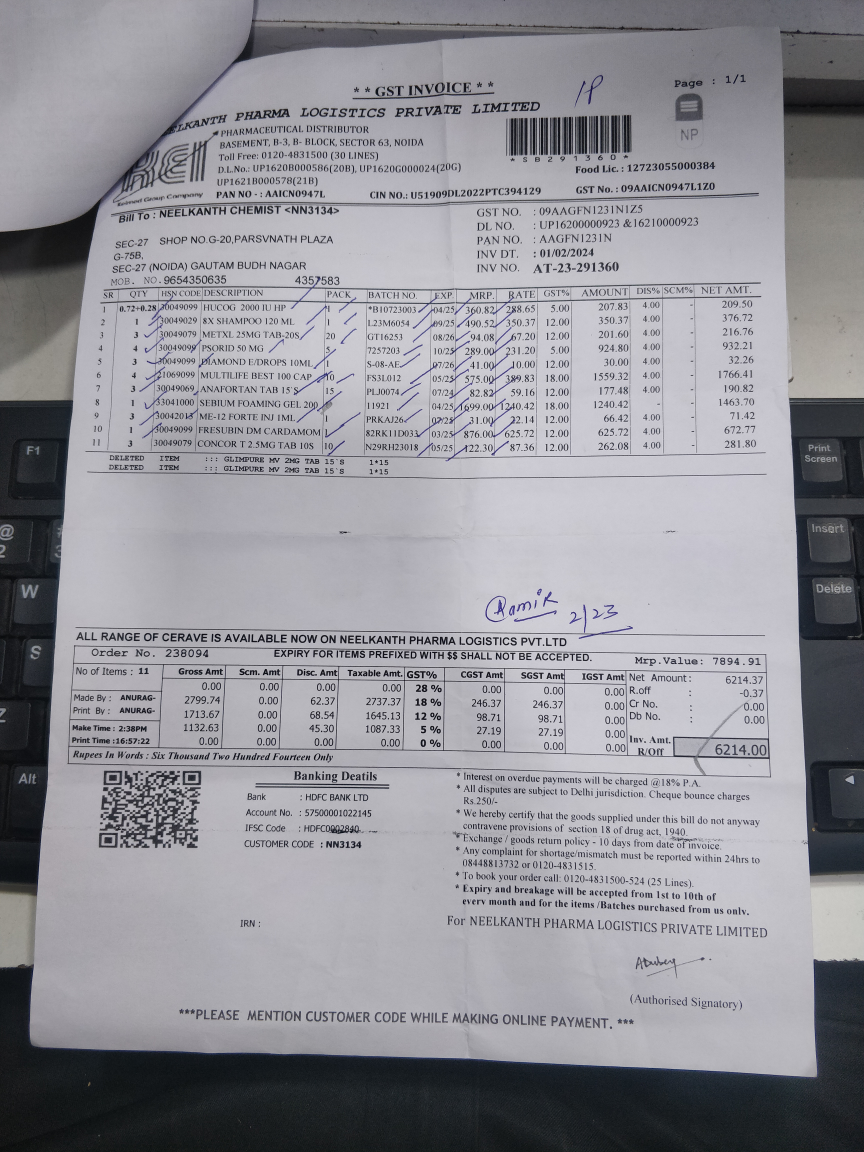 ** GST INVOICE **
Page : 1/1
NEELKANTH PHARMA LOGISTICS PRIVATE LIMITED
NP
PHARMACEUTICAL DISTRIBUTOR
BASEMENT, B-3, B- BLOCK, SECTOR 63, NOIDA
Toll Free: 0120-4831500 (30 LINES)
D.L.No.: UP1620B000586(20B), UP1620G000024(20G)
UP1621B000578(21B)
*SB291360*
Food Lic. : 12723055000384
PAN NO - : AAICN0947L CIN NO.: U51909DL2022PTC394129 GST No. : 09AAICN0947L1Z0
Bill To : NEELKANTH CHEMIST <NN3134>
SEC-27 SHOP NO.G-20,PARSVNATH PLAZA
G-75B,
SEC-27 (NOIDA) GAUTAM BUDH NAGAR
MOB. NO.9654350635 4357583
GST NO. : 09AAGFN1231N1Z5
DL NO. : UP16200000923 &16210000923
PAN NO. : AAGFN1231N
INV DT. : 01/02/2024
INV NO. AT-23-291360
SR QTY HSN CODE DESCRIPTION PACK BATCH NO. EXP. MRP. RATE GST% AMOUNT DIS% SCM% NET AMT.
1 0.72+0.28 30049099 HUCOG 2000 IU HP 1 *B10723003 04/25 360.82 288.65 5.00 207.83 4.00 - 209.50
2 1 30049029 8X SHAMPOO 120 ML 1 L23M6054 09/25 490.52 350.37 12.00 350.37 4.00 - 376.72
3 3 30049079 METXL 25MG TAB-20S 20 GT16253 08/26 94.08 67.20 12.00 201.60 4.00 - 216.76
4 4 30049099 PSORID 50 MG 5 7257203 10/25 289.00 231.20 5.00 924.80 4.00 - 932.21
5 3 30049099 DIAMOND E/DROPS 10ML 1 S-08-AE 07/26 41.00 10.00 12.00 30.00 4.00 - 32.26
6 4 21069099 MULTILIFE BEST 100 CAP 10 FS3L012 05/25 575.00 389.83 18.00 1559.32 4.00 - 1766.41
7 3 30049069 ANAFORTAN TAB 15`S 15 PLJ0074 07/24 82.82 59.16 12.00 177.48 4.00 - 190.82
8 1 33041000 SEBIUM FOAMING GEL 200 11921 04/25 1699.00 1240.42 18.00 1240.42 - - 1463.70
9 3 30042013 ME-12 FORTE INJ 1ML 1 PRKAJ26 07/25 31.00 22.14 12.00 66.42 4.00 - 71.42
10 1 30049099 FRESUBIN DM CARDAMOM 1 82RK11D033 03/25 876.00 625.72 12.00 625.72 4.00 - 672.77
11 3 30049079 CONCOR T 2.5MG TAB 10S 10 N29RH23018 05/25 122.30 87.36 12.00 262.08 4.00 - 281.80
DELETED ITEM ::: GLIMPURE MV 2MG TAB 15`S 1*15
DELETED ITEM ::: GLIMPURE MV 2MG TAB 15`S 1*15
2/23
ALL RANGE OF CERAVE IS AVAILABLE NOW ON NEELKANTH PHARMA LOGISTICS PVT.LTD
Order No. 238094 EXPIRY FOR ITEMS PREFIXED WITH $$ SHALL NOT BE ACCEPTED. Mrp.Value: 7894.91
No of Items : 11 Gross Amt Scm. Amt Disc. Amt Taxable Amt. GST% CGST Amt SGST Amt IGST Amt Net Amount: 6214.37
0.00 0.00 0.00 0.00 28 % 0.00 0.00 0.00 R.off : -0.37
Made By : ANURAG- 2799.74 0.00 62.37 2737.37 18 % 246.37 246.37 0.00 Cr No. : 0.00
Print By : ANURAG- 1713.67 0.00 68.54 1645.13 12 % 98.71 98.71 0.00 Db No. : 0.00
Make Time : 2:38PM 1132.63 0.00 45.30 1087.33 5 % 27.19 27.19 0.00 Inv. Amt.
Print Time :16:57:22 0.00 0.00 0.00 0.00 0 % 0.00 0.00 0.00 R/Off 6214.00
Rupees In Words : Six Thousand Two Hundred Fourteen Only
Banking Deatils
Bank : HDFC BANK LTD
Account No. : 57500001022145
IFSC Code : HDFC0002840
CUSTOMER CODE : NN3134
* Interest on overdue payments will be charged @18% P.A.
* All disputes are subject to Delhi jurisdiction. Cheque bounce charges
Rs.250/-
* We hereby certify that the goods supplied under this bill do not anyway
contravene provisions of section 18 of drug act, 1940.
* Exchange / goods return policy - 10 days from date of invoice.
* Any complaint for shortage/mismatch must be reported within 24hrs to
08448813732 or 0120-4831515.
* To book your order call: 0120-4831500-524 (25 Lines).
* Expiry and breakage will be accepted from 1st to 10th of
every month and for the items /Batches purchased from us only.
IRN :
For NEELKANTH PHARMA LOGISTICS PRIVATE LIMITED
(Authorised Signatory)
***PLEASE MENTION CUSTOMER CODE WHILE MAKING ONLINE PAYMENT. ***
F1
@
2
W
S
Z
Alt
Print
Screen
Insert
Delete